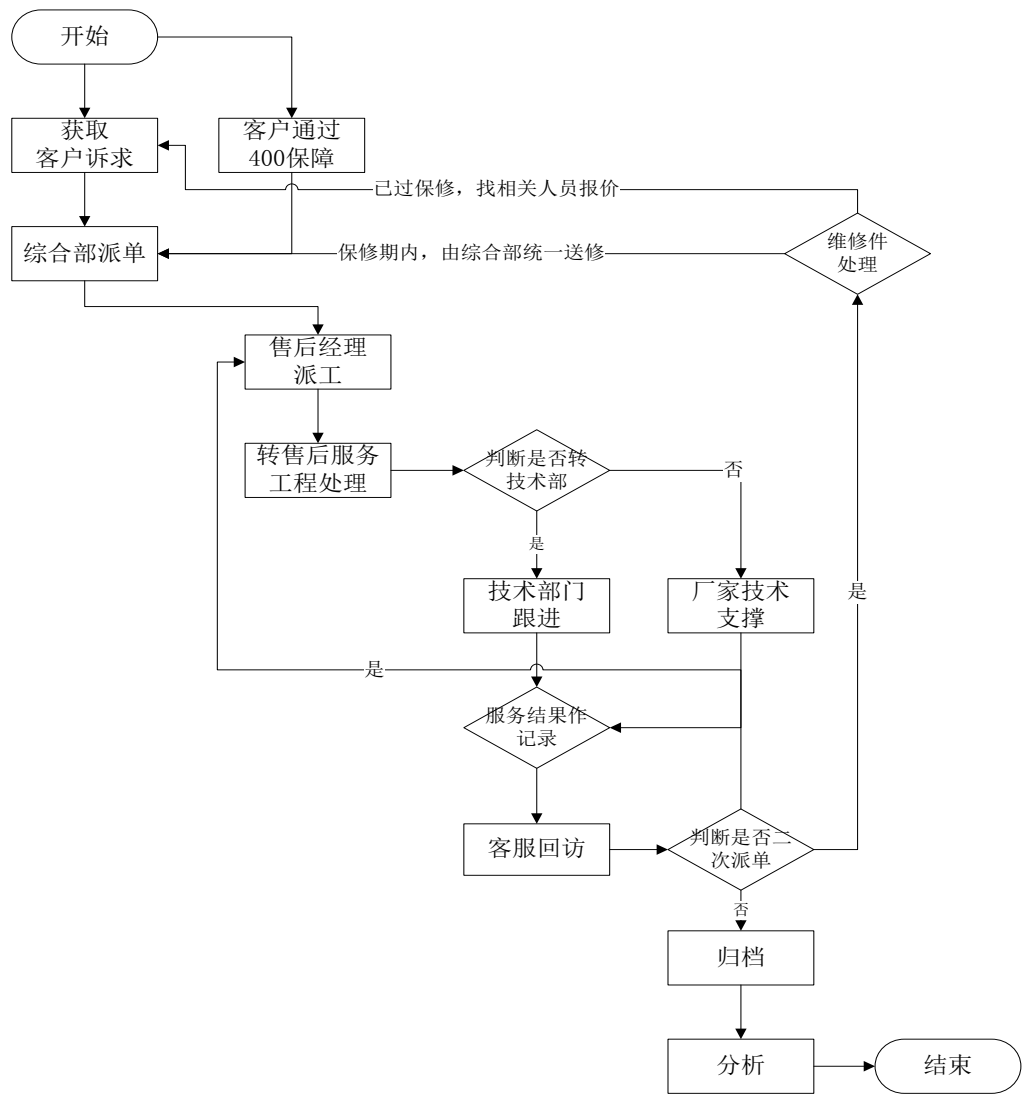 开始
获取
客户诉求
客户通过
400保障
已过保修，找相关人员报价
综合部派单
保修期内，由综合部统一送修
维修件
处理
售后经理
派工
转售后服务
工程处理
判断是否转
技术部
否
是
技术部门
跟进
厂家技术
支撑
是
是
服务结果作
记录
客服回访
判断是否二
次派单
否
归档
分析
结束